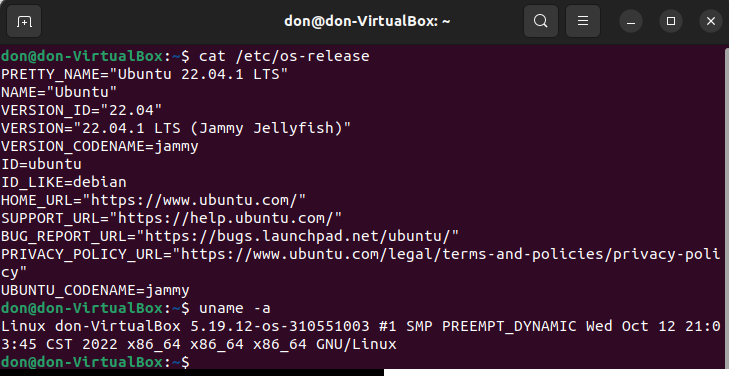 don@don-VirtualBox: ~
don@don-VirtualBox:~$ cat /etc/os-release
PRETTY_NAME="Ubuntu 22.04.1 LTS"
NAME="Ubuntu"
VERSION_ID="22.04"
VERSION="22.04.1 LTS (Jammy Jellyfish)"
VERSION_CODENAME=jammy
ID=ubuntu
ID_LIKE=debian
HOME_URL="https://www.ubuntu.com/"
SUPPORT_URL="https://help.ubuntu.com/"
BUG_REPORT_URL="https://bugs.launchpad.net/ubuntu/"
PRIVACY_POLICY_URL="https://www.ubuntu.com/legal/terms-and-policies/privacy-poli
cy"
UBUNTU_CODENAME=jammy
don@don-VirtualBox:~$ uname -a
Linux don-VirtualBox 5.19.12-os-310551003 #1 SMP PREEMPT_DYNAMIC Wed Oct 12 21:0
3:45 CST 2022 x86_64 x86_64 x86_64 GNU/Linux
don@don-VirtualBox:~$